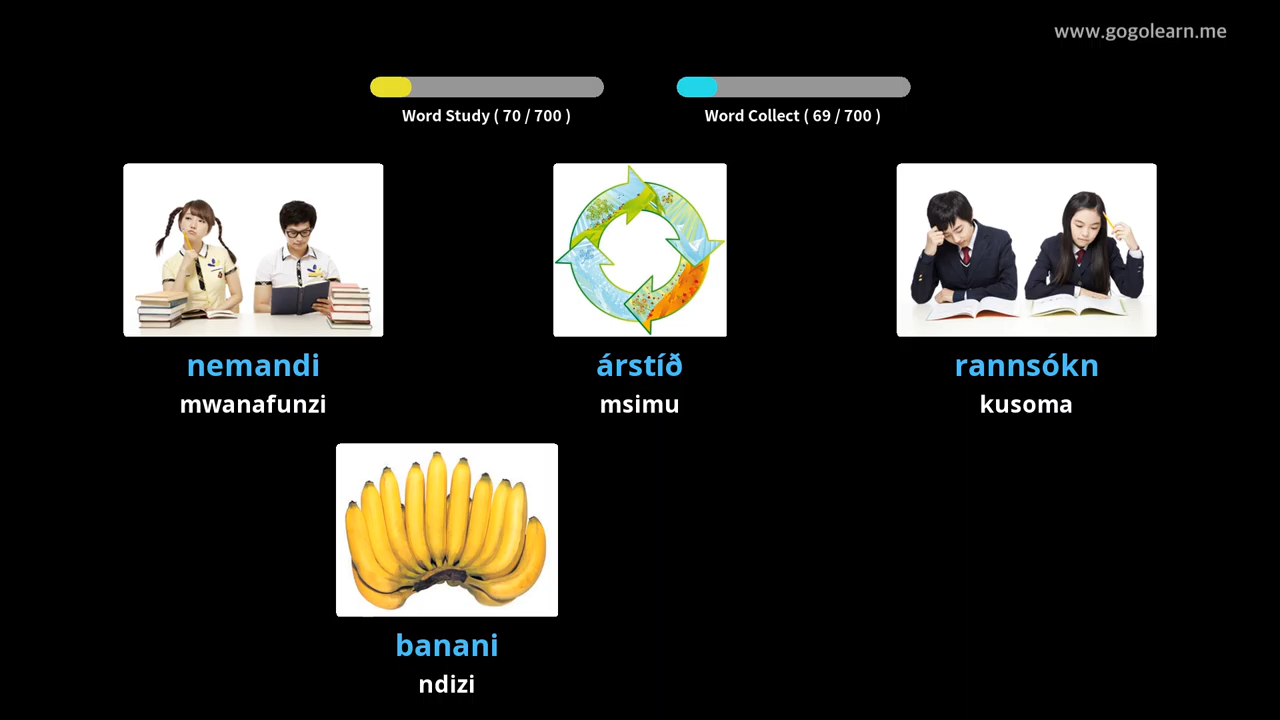 www.gogolearn.me
Word Study ( 70 / 700 )
Word Collect ( 69 / 700 )
nemandi
mwanafunzi
árstíð
msimu
rannsókn
kusoma
banani
ndizi